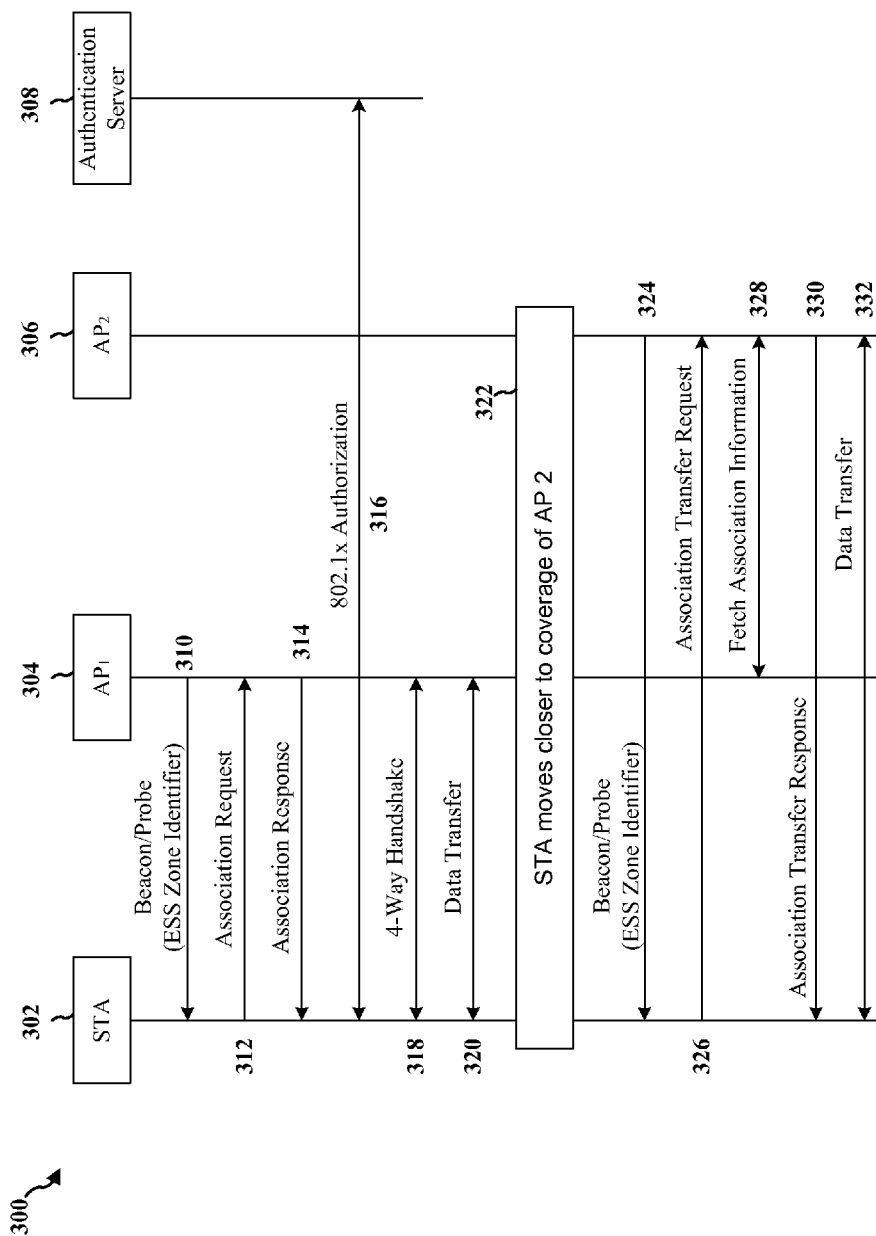 300
302
304
306
308
STA
AP1
AP2
Authentication
Server
Beacon/Probe
(ESS Zone Identifier)
310
Association Request
312
Association Response
314
802.1x Authorization
316
4-Way Handshake
318
Data Transfer
320
322
STA moves closer to coverage of AP 2
Beacon/Probe
(ESS Zone Identifier)
324
Association Transfer Request
326
Fetch Association Information
328
Association Transfer Response
330
Data Transfer
332